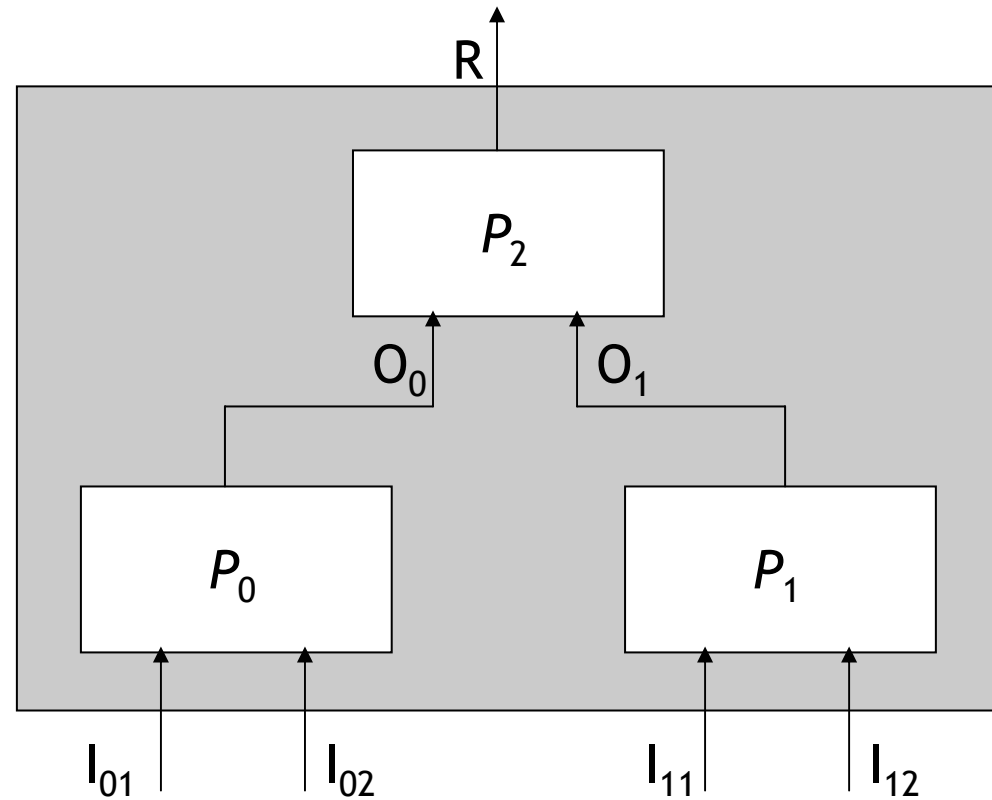 R
P₂
O₀ O₁
P₀ P₁
I₀₁ I₀₂ I₁₁ I₁₂